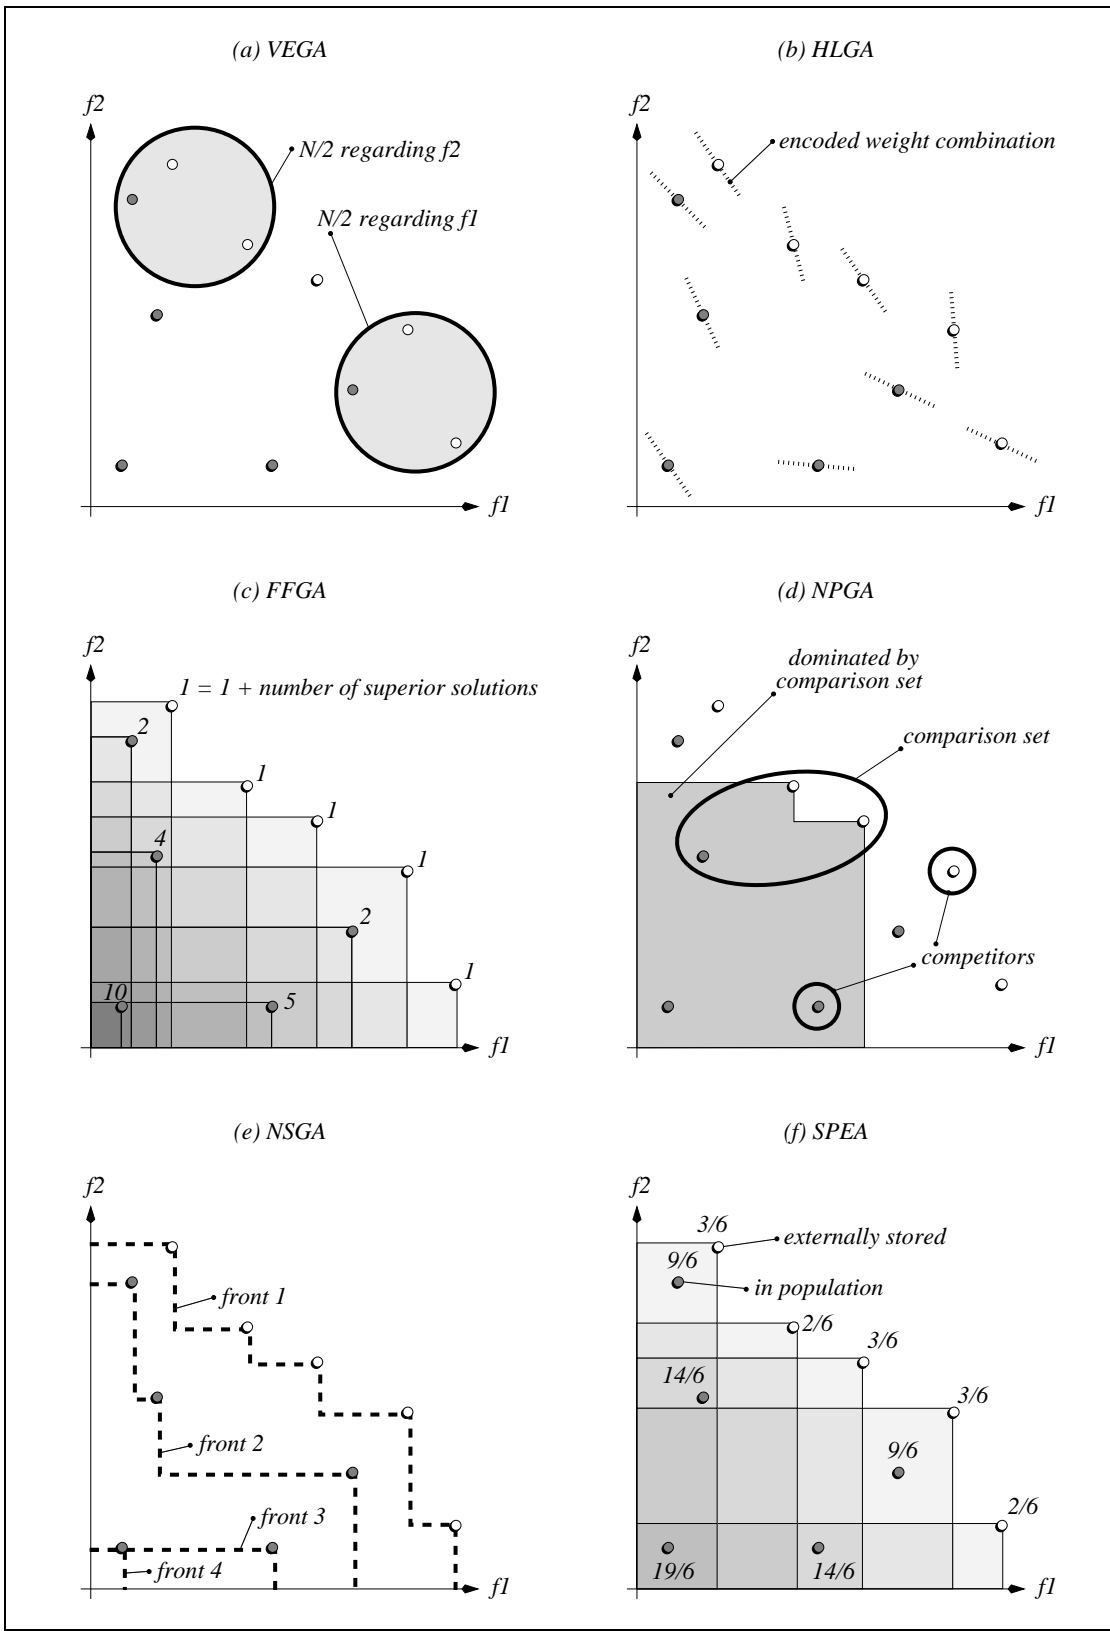 (a) VEGA
f2
N/2 regarding f2
N/2 regarding f1
f1
(b) HLGA
f2
encoded weight combination
f1
(c) FFGA
f2
1 = 1 + number of superior solutions
2
1
1
4
1
2
1
10
5
f1
(d) NPGA
f2
dominated by
comparison set
comparison set
competitors
f1
(e) NSGA
f2
front 1
front 2
front 3
front 4
f1
(f) SPEA
f2
3/6
externally stored
9/6
in population
2/6
3/6
14/6
3/6
9/6
2/6
19/6
14/6
f1